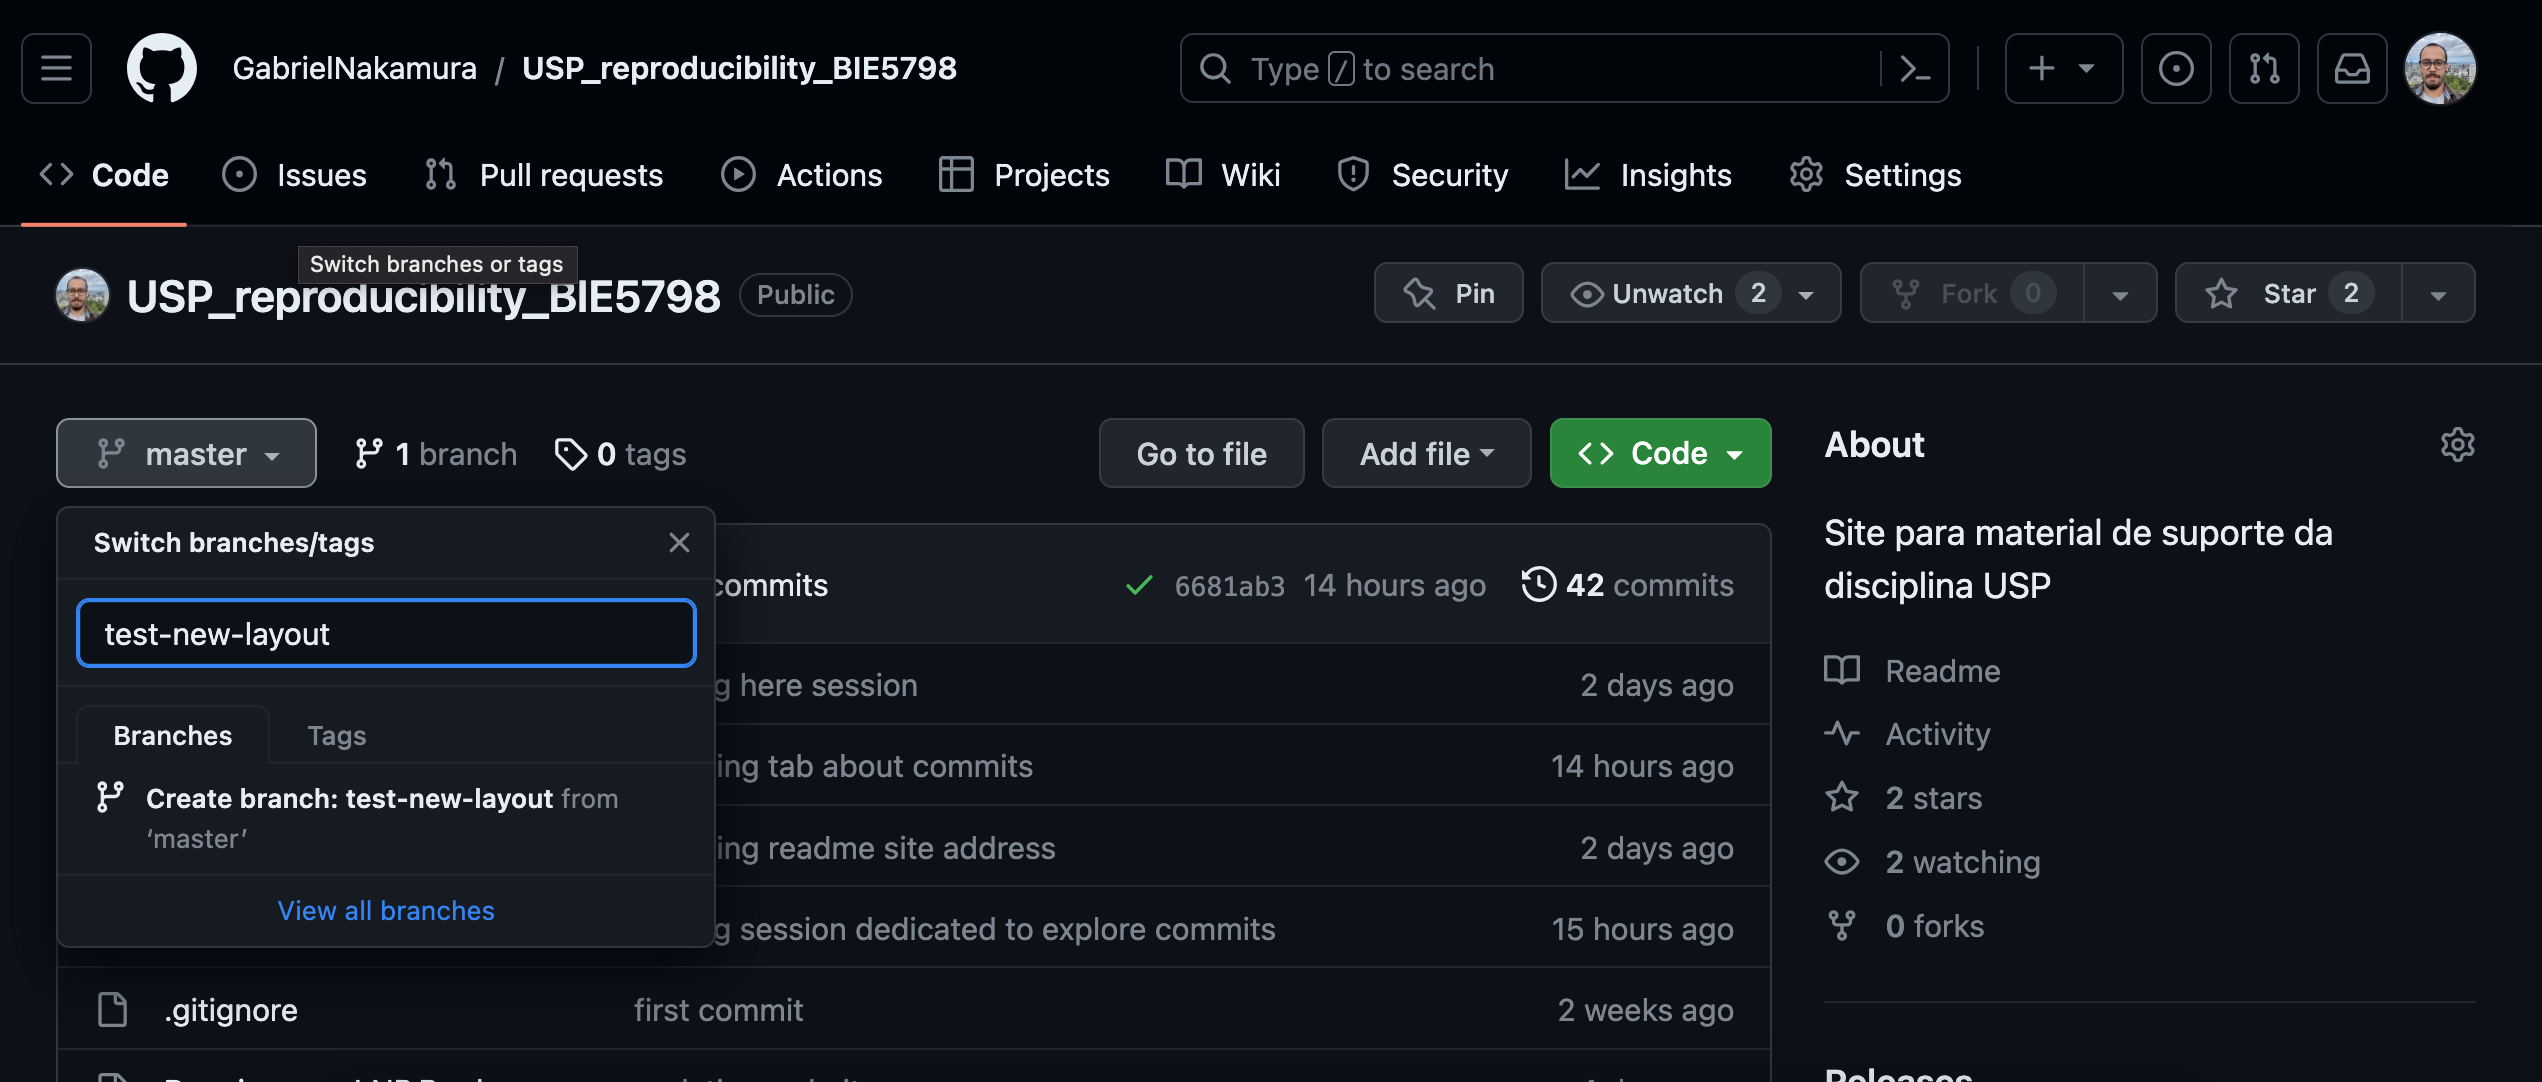 GabrielNakamura / USP_reproducibility_BIE5798
Type / to search
Code Issues Pull requests Actions Projects Wiki Security Insights Settings
Switch branches or tags
USP_reproducibility_BIE5798 Public
Pin Unwatch 2 Fork 0 Star 2
master 1 branch 0 tags Go to file Add file Code
Switch branches/tags
test-new-layout
Branches Tags
Create branch: test-new-layout from
‘master’
View all branches
commits 6681ab3 14 hours ago 42 commits
g here session 2 days ago
ing tab about commits 14 hours ago
ing readme site address 2 days ago
g session dedicated to explore commits 15 hours ago
.gitignore first commit 2 weeks ago
About
Site para material de suporte da
disciplina USP
Readme
Activity
2 stars
2 watching
0 forks
Releases